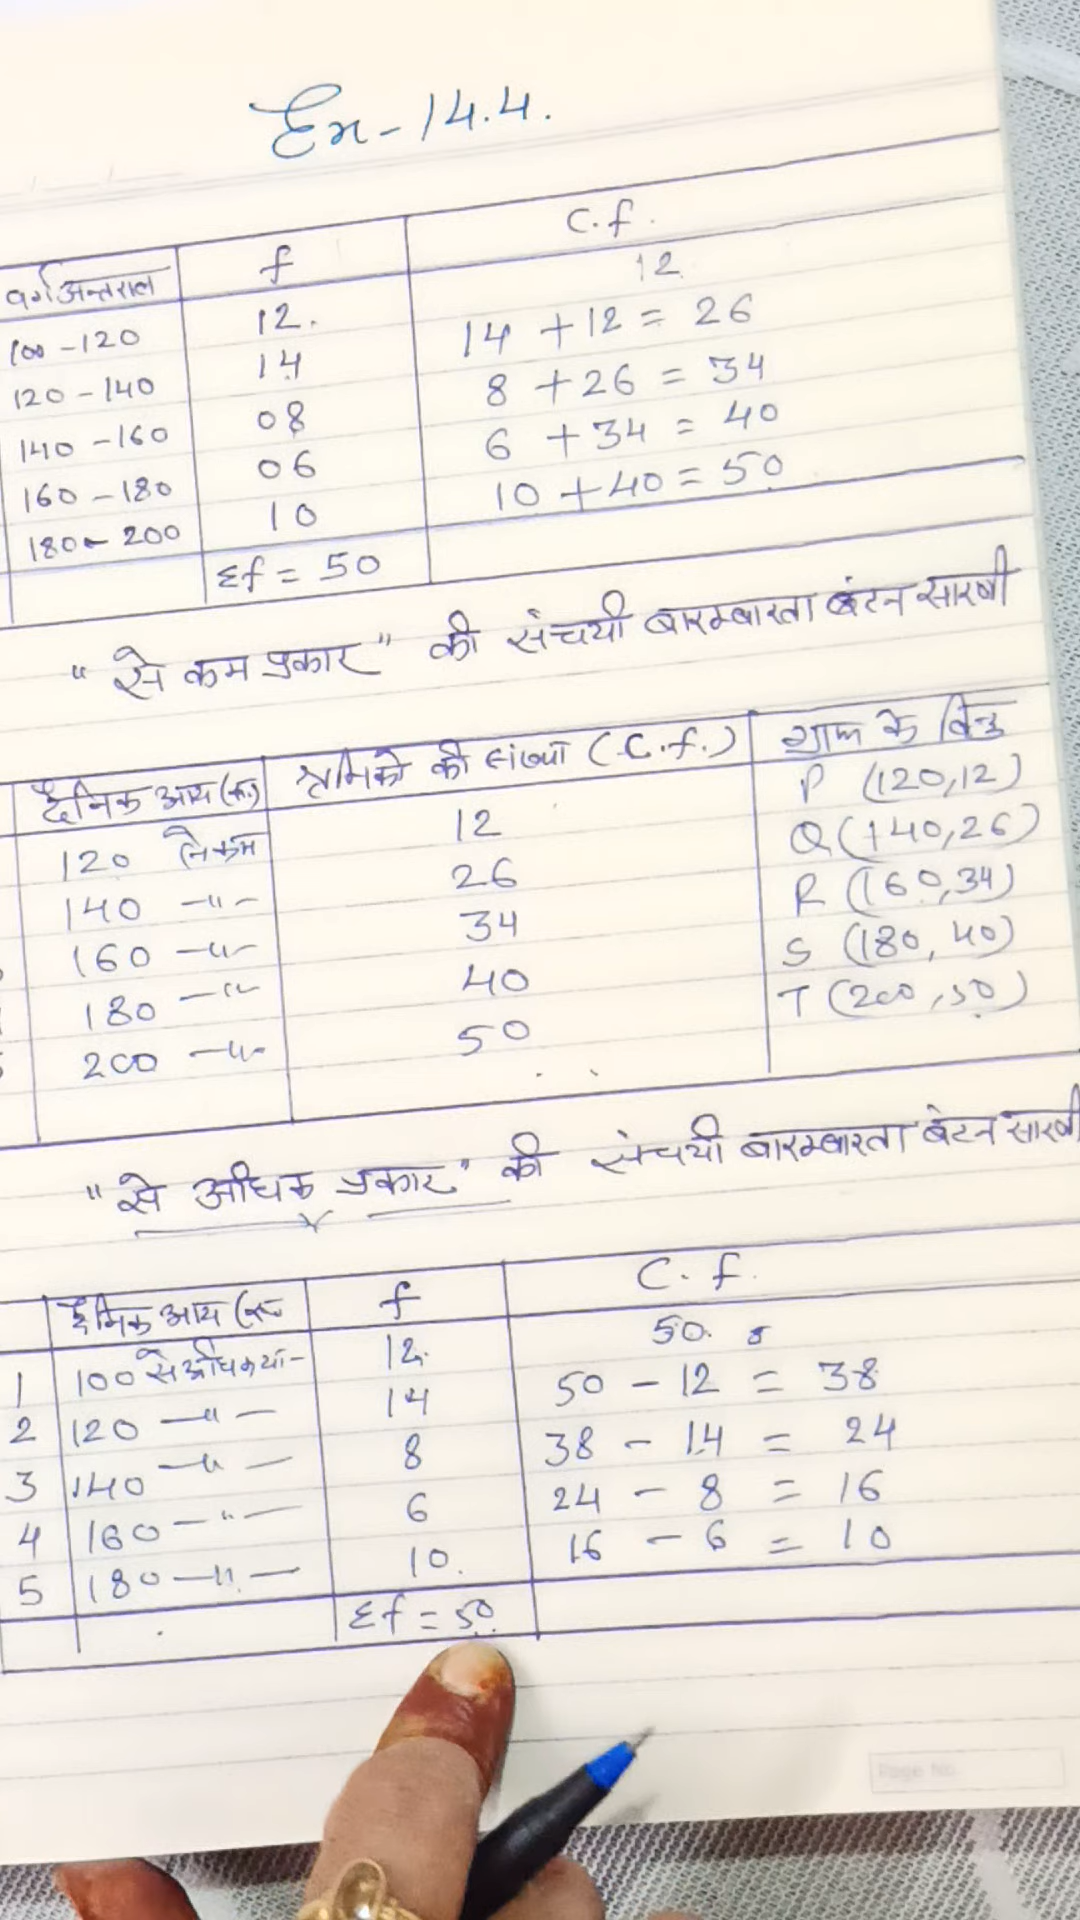 Ex-14.4.
वर्गअन्तराल f C.f.
100-120 12. 12
120-140 14 14+12=26
140-160 08 8+26=34
160-180 06 6+34=40
180-200 10 10+40=50
Σf=50
"से कम प्रकार" की संचयी बारम्बारता बंटन सारणी
दैनिक आय (रू) श्रमिको की संख्या (C.f.) ग्राफ के बिन्दु
120 से कम 12 P (120,12)
140 -"- 26 Q (140,26)
160 -"- 34 R (160,34)
180 -"- 40 S (180,40)
200 -"- 50 T (200,50)
"से अधिक प्रकार" की संचयी बारम्बारता बंटन सारणी
दैनिक आय (रू f C.f.
1 100 से अधिक या- 12. 50.
2 120 -"- 14 50-12=38
3 140 -"- 8 38-14=24
4 160 -"- 6 24-8=16
5 180 -"- 10. 16-6=10
Σf=50
Page No.